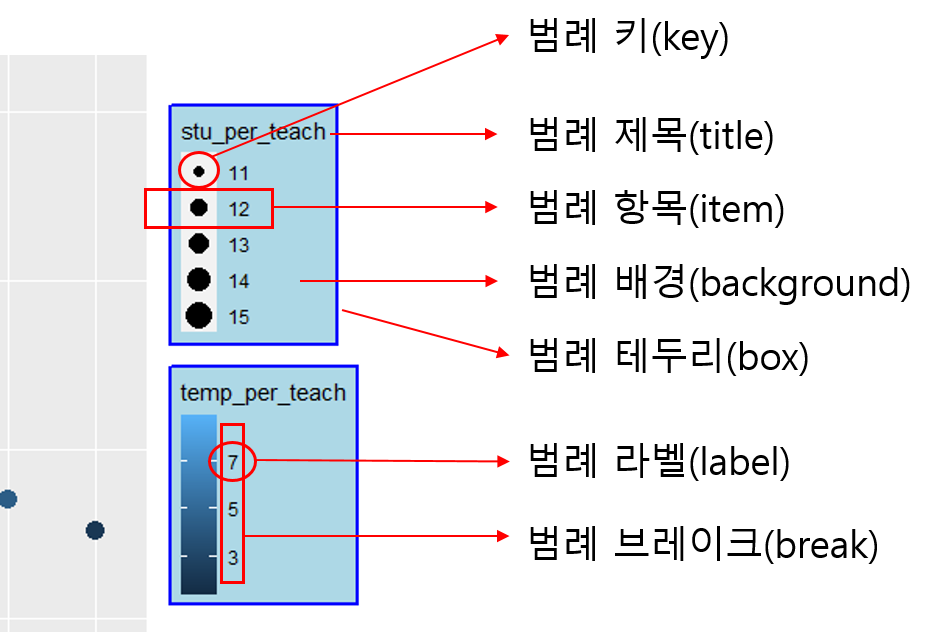 범례 키(key)
stu_per_teach
범례 제목(title)
11
12
범례 항목(item)
13
14
범례 배경(background)
15
범례 테두리(box)
temp_per_teach
7
범례 라벨(label)
5
3
범례 브레이크(break)